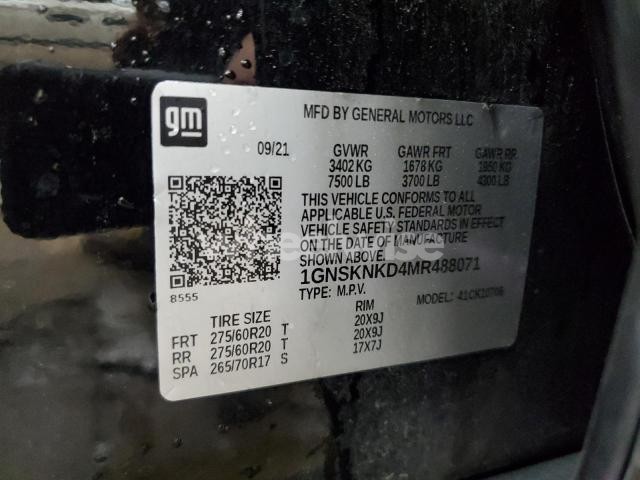 gm
MFD BY GENERAL MOTORS LLC
09/21 GVWR GAWR FRT GAWR RR
3402 KG 1678 KG 1950 KG
7500 LB 3700 LB 4300 LB
THIS VEHICLE CONFORMS TO ALL
APPLICABLE U.S. FEDERAL MOTOR
VEHICLE SAFETY STANDARDS IN EFFECT
ON THE DATE OF MANUFACTURE
SHOWN ABOVE.
1GNSKNKD4MR488071
8555 TYPE: M.P.V. MODEL: 41CK10706
TIRE SIZE RIM
FRT 275/60R20 T 20X9J
RR 275/60R20 T 20X9J
SPA 265/70R17 S 17X7J